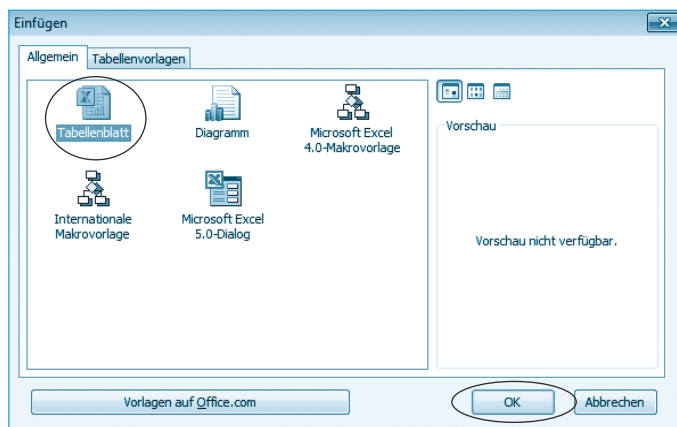 Einfügen
Allgemein
Tabellenvorlagen
Tabellenblatt
Diagramm
Microsoft Excel
4.0-Makrovorlage
Internationale
Makrovorlage
Microsoft Excel
5.0-Dialog
Vorschau
Vorschau nicht verfügbar.
Vorlagen auf Office.com
OK
Abbrechen